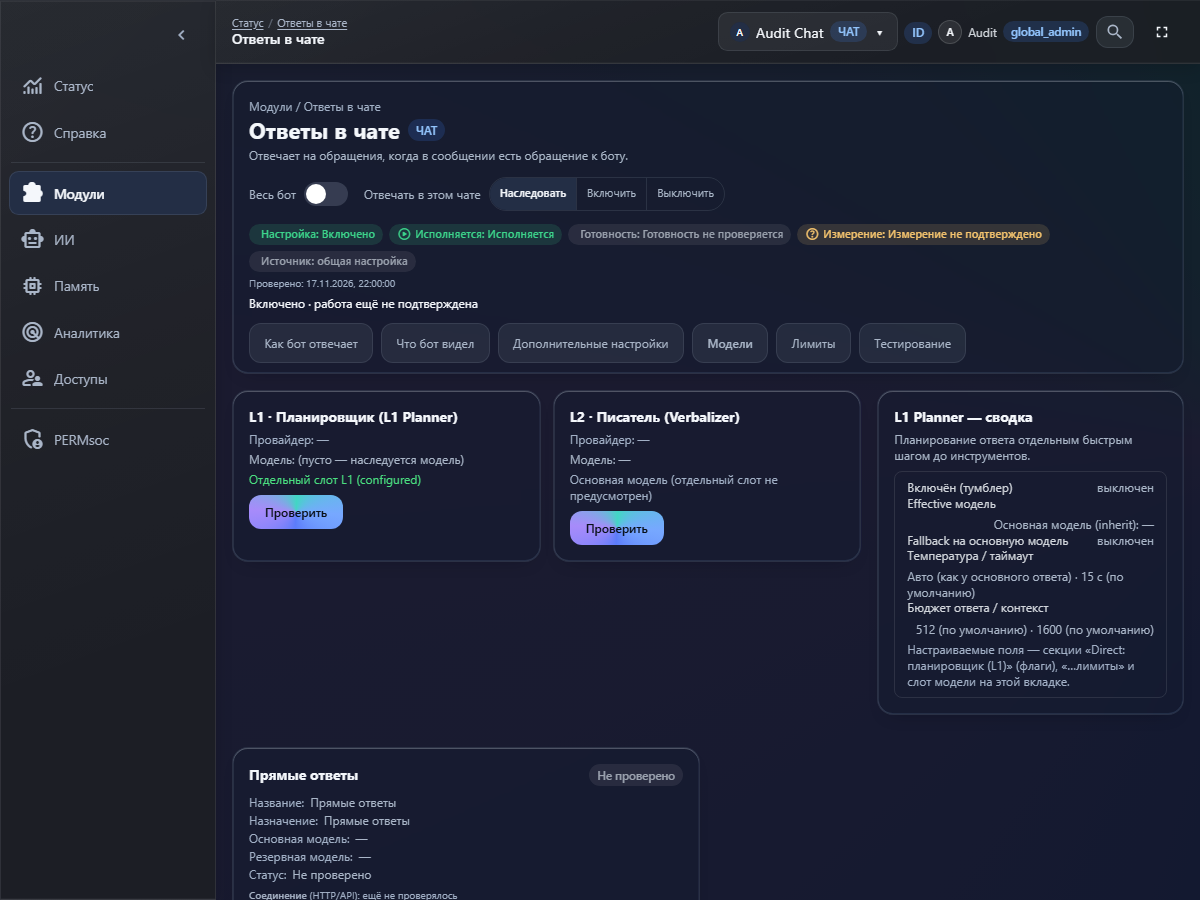 Статус / Ответы в чате
Ответы в чате
A Audit Chat ЧАТ ▾
ID
A Audit global_admin
Статус
Справка
Модули
ИИ
Память
Аналитика
Доступы
PERMsoc
Модули / Ответы в чате
Ответы в чате ЧАТ
Отвечает на обращения, когда в сообщении есть обращение к боту.
Весь бот Отвечать в этом чате Наследовать Включить Выключить
Настройка: Включено Исполняется: Исполняется Готовность: Готовность не проверяется Измерение: Измерение не подтверждено
Источник: общая настройка
Проверено: 17.11.2026, 22:00:00
Включено · работа ещё не подтверждена
Как бот отвечает Что бот видел Дополнительные настройки Модели Лимиты Тестирование
L1 · Планировщик (L1 Planner)
Провайдер: —
Модель: (пусто — наследуется модель)
Отдельный слот L1 (configured)
Проверить
L2 · Писатель (Verbalizer)
Провайдер: —
Модель: —
Основная модель (отдельный слот не
предусмотрен)
Проверить
L1 Planner — сводка
Планирование ответа отдельным быстрым
шагом до инструментов.
Включён (тумблер) выключен
Effective модель
Основная модель (inherit): —
Fallback на основную модель выключен
Температура / таймаут
Авто (как у основного ответа) · 15 с (по
умолчанию)
Бюджет ответа / контекст
512 (по умолчанию) · 1600 (по умолчанию)
Настраиваемые поля — секции «Direct:
планировщик (L1)» (флаги), «…лимиты» и
слот модели на этой вкладке.
Прямые ответы Не проверено
Название: Прямые ответы
Назначение: Прямые ответы
Основная модель: —
Резервная модель: —
Статус: Не проверено
Соединение (HTTP/API): ещё не проверялось